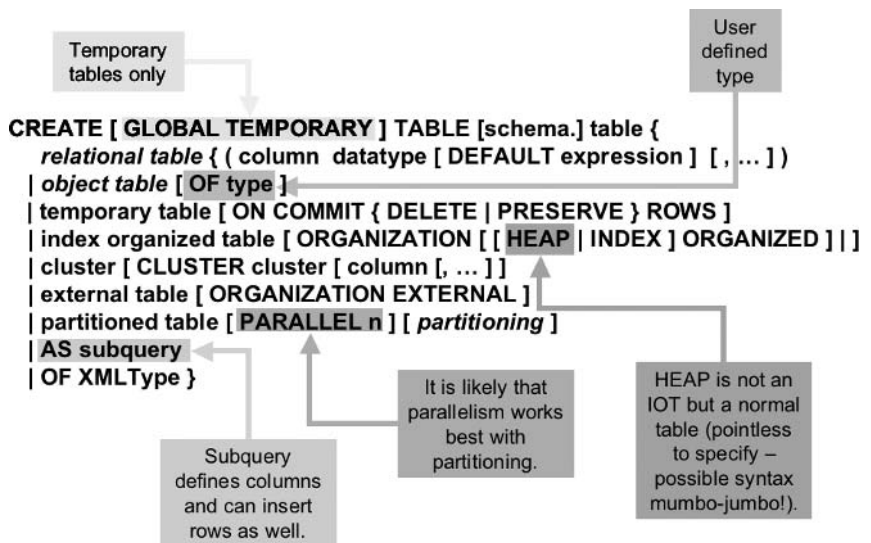 Temporary
tables only
User
defined
type
CREATE [ GLOBAL TEMPORARY ] TABLE [schema.] table {
relational table { ( column datatype [ DEFAULT expression ] [ , … ] )
| object table [ OF type ]
| temporary table [ ON COMMIT { DELETE | PRESERVE } ROWS ]
| index organized table [ ORGANIZATION [ [ HEAP | INDEX ] ORGANIZED ] | ]
| cluster [ CLUSTER cluster [ column [, … ] ]
| external table [ ORGANIZATION EXTERNAL ]
| partitioned table [ PARALLEL n ] [ partitioning ]
| AS subquery
| OF XMLType }
It is likely that
parallelism works
best with
partitioning.
HEAP is not an
IOT but a normal
table (pointless
to specify –
possible syntax
mumbo-jumbo!).
Subquery
defines columns
and can insert
rows as well.